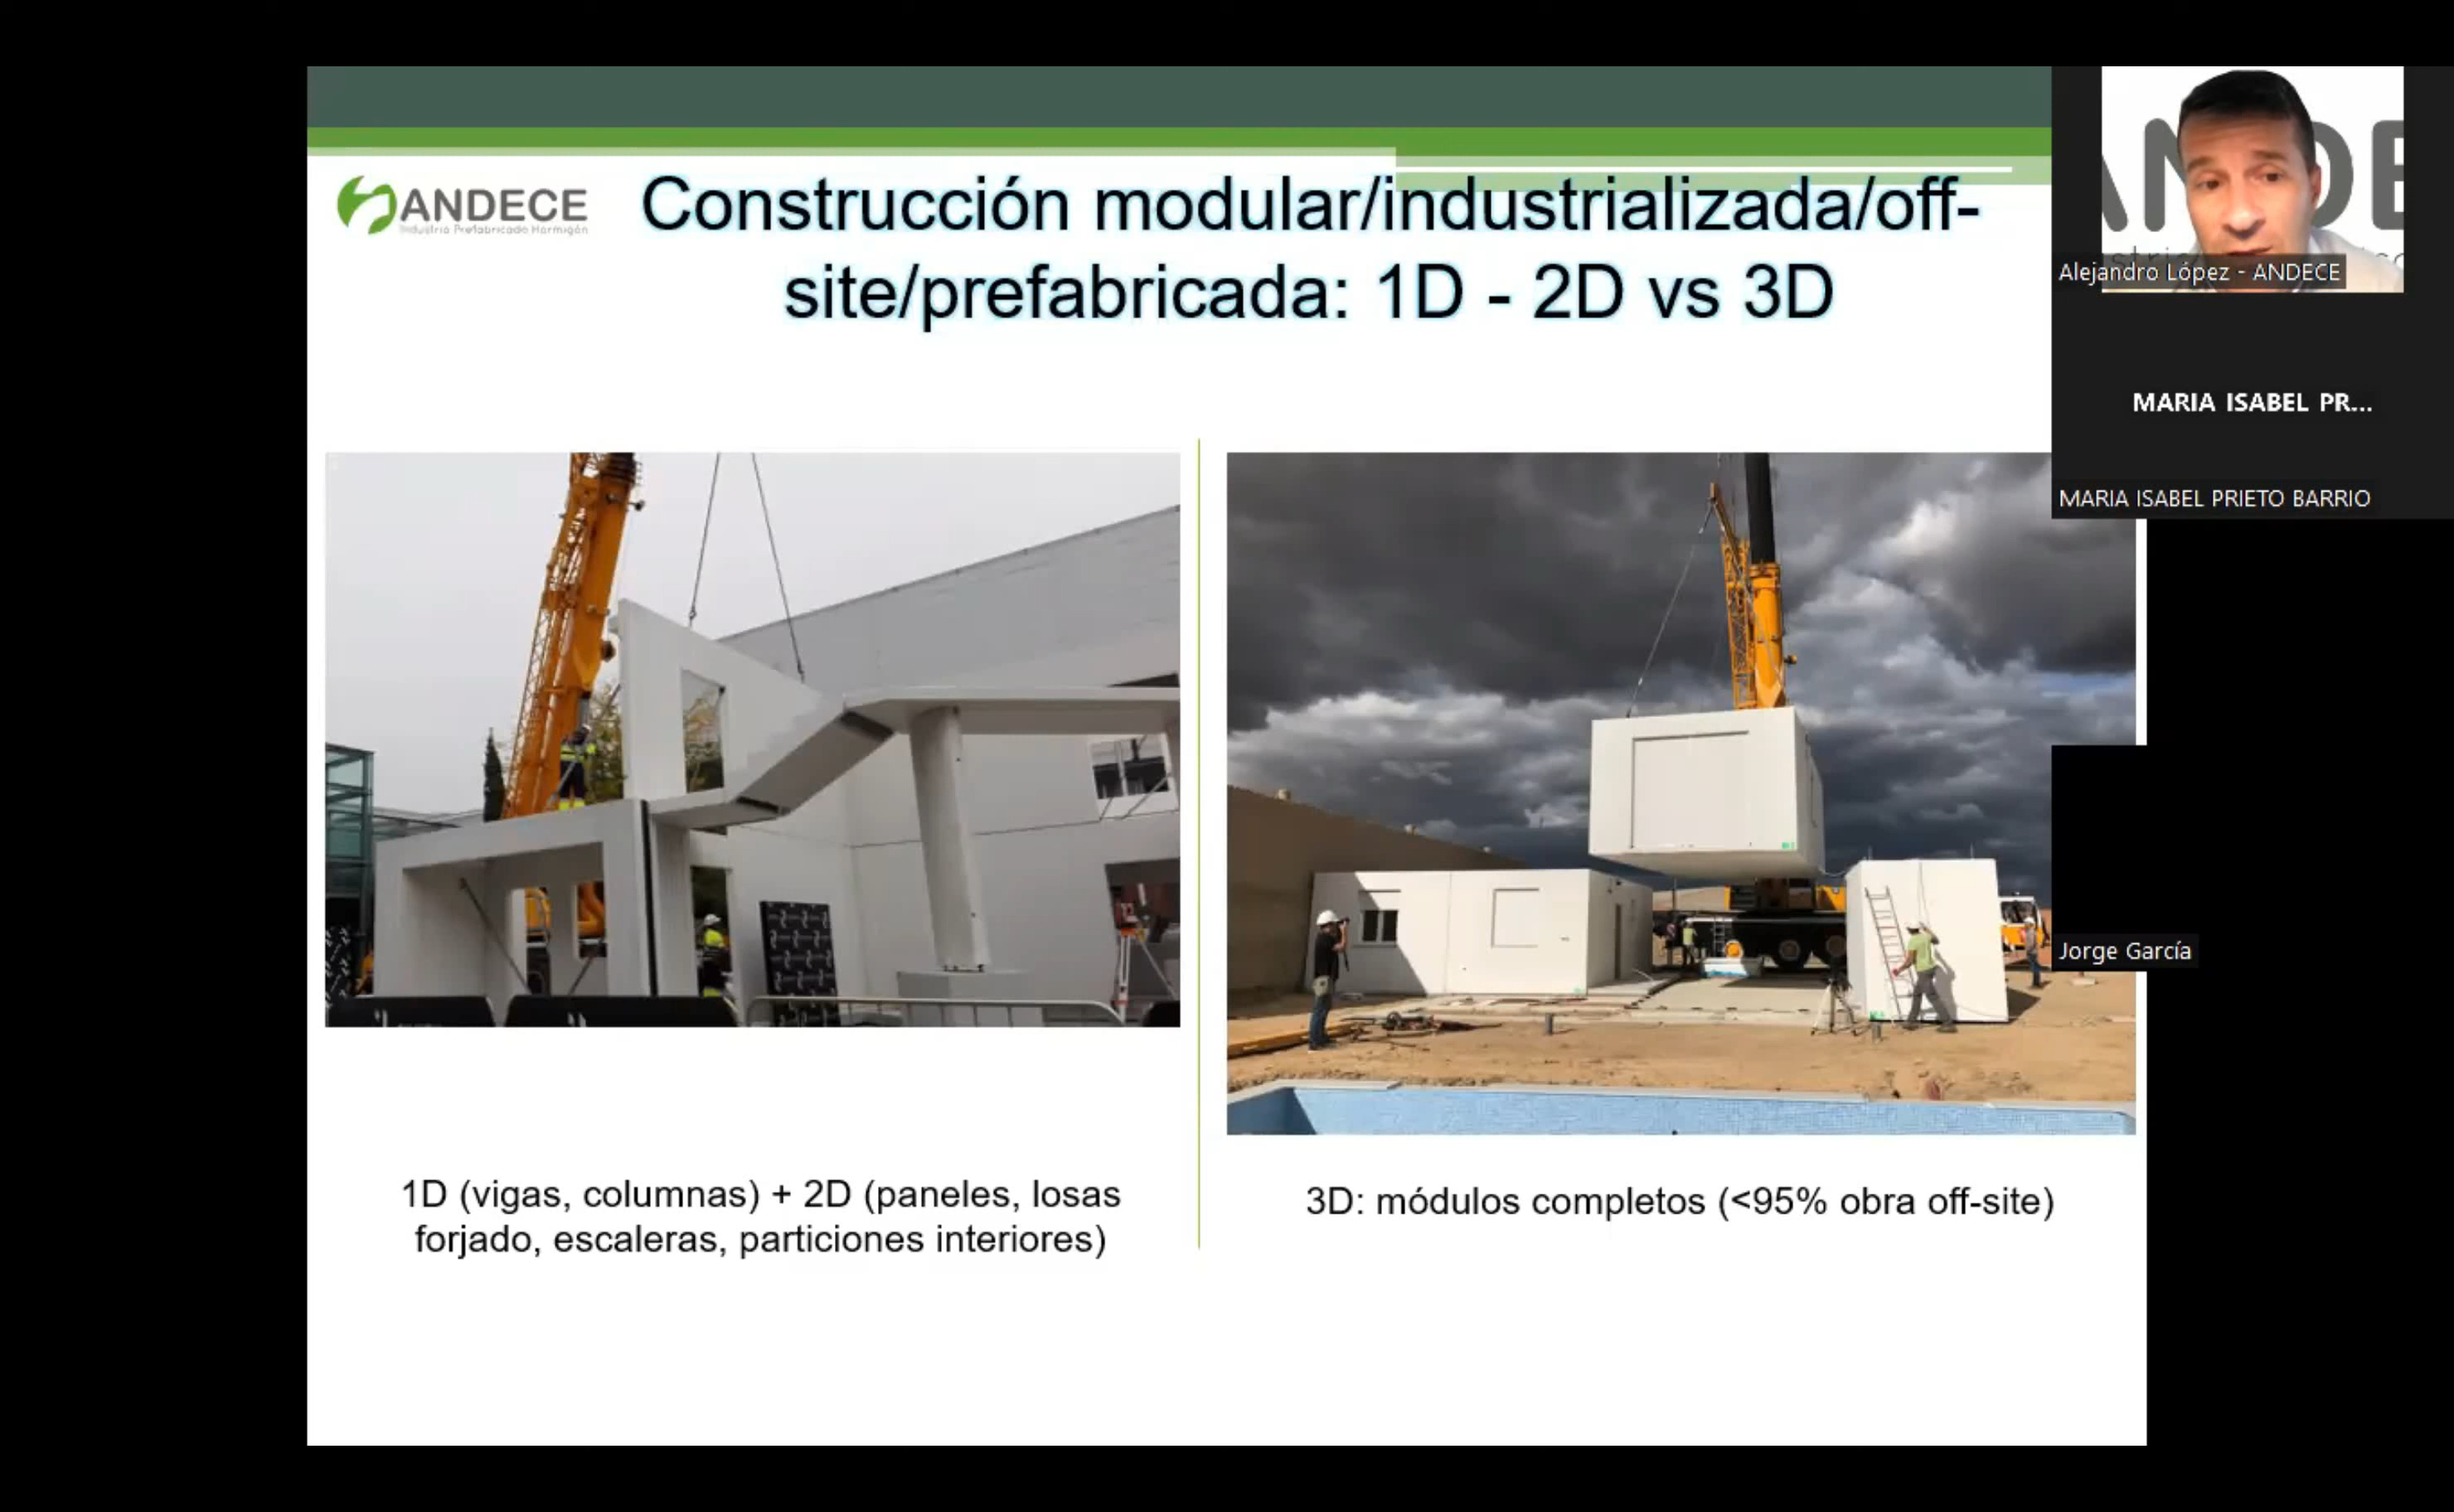 ANDECE
Industria Prefabricado Hormigón
Construcción modular/industrializada/off-
site/prefabricada: 1D - 2D vs 3D
1D (vigas, columnas) + 2D (paneles, losas
forjado, escaleras, particiones interiores)
3D: módulos completos (<95% obra off-site)
Alejandro López - ANDECE
MARIA ISABEL PR...
MARIA ISABEL PRIETO BARRIO
Jorge García